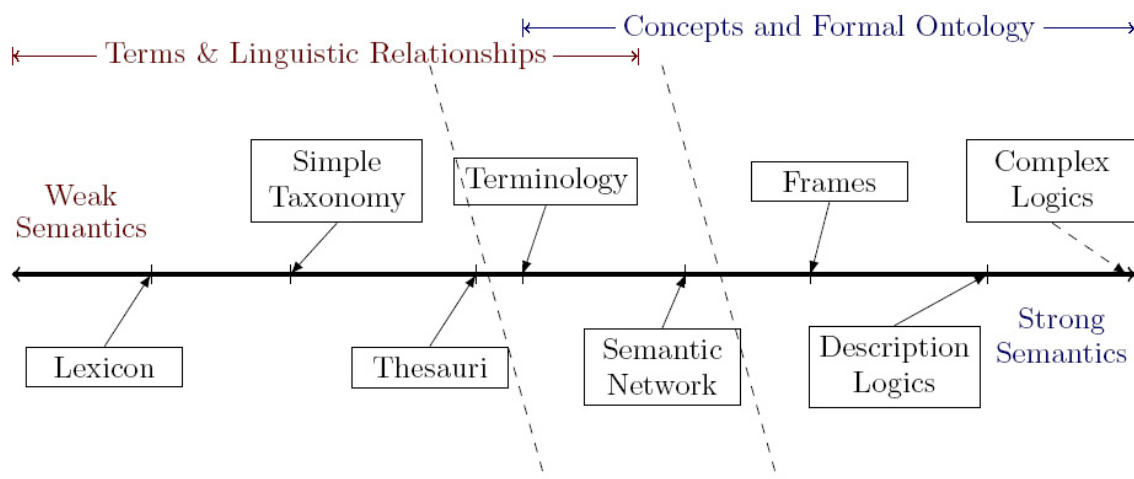 Concepts and Formal Ontology
Terms & Linguistic Relationships
Simple
Taxonomy
Terminology
Frames
Complex
Logics
Weak
Semantics
Lexicon
Thesauri
Semantic
Network
Description
Logics
Strong
Semantics